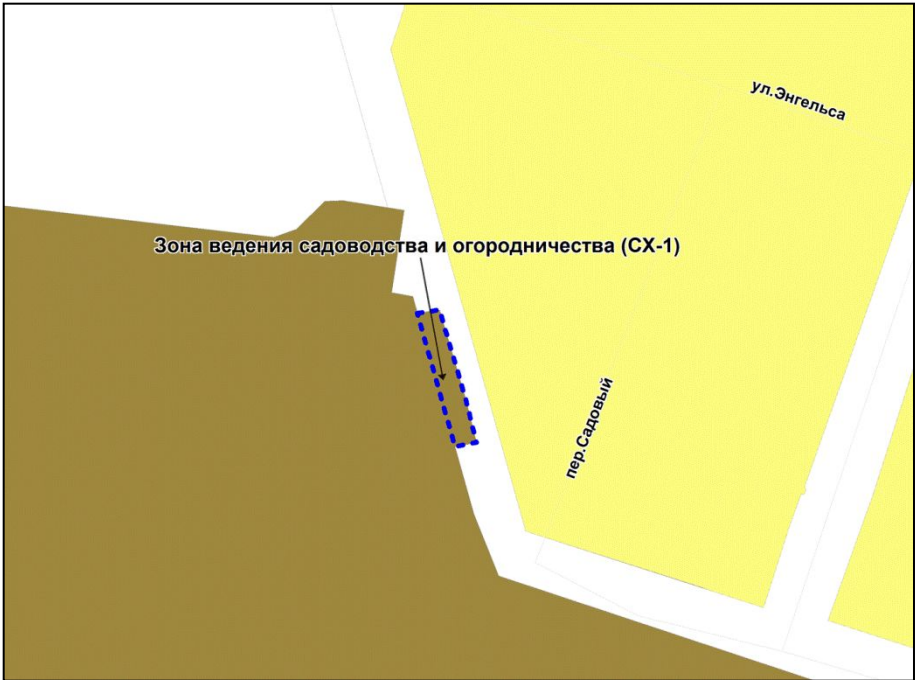 ул.Энгельса
Зона ведения садоводства и огородничества (СХ-1)
пер.Садовый